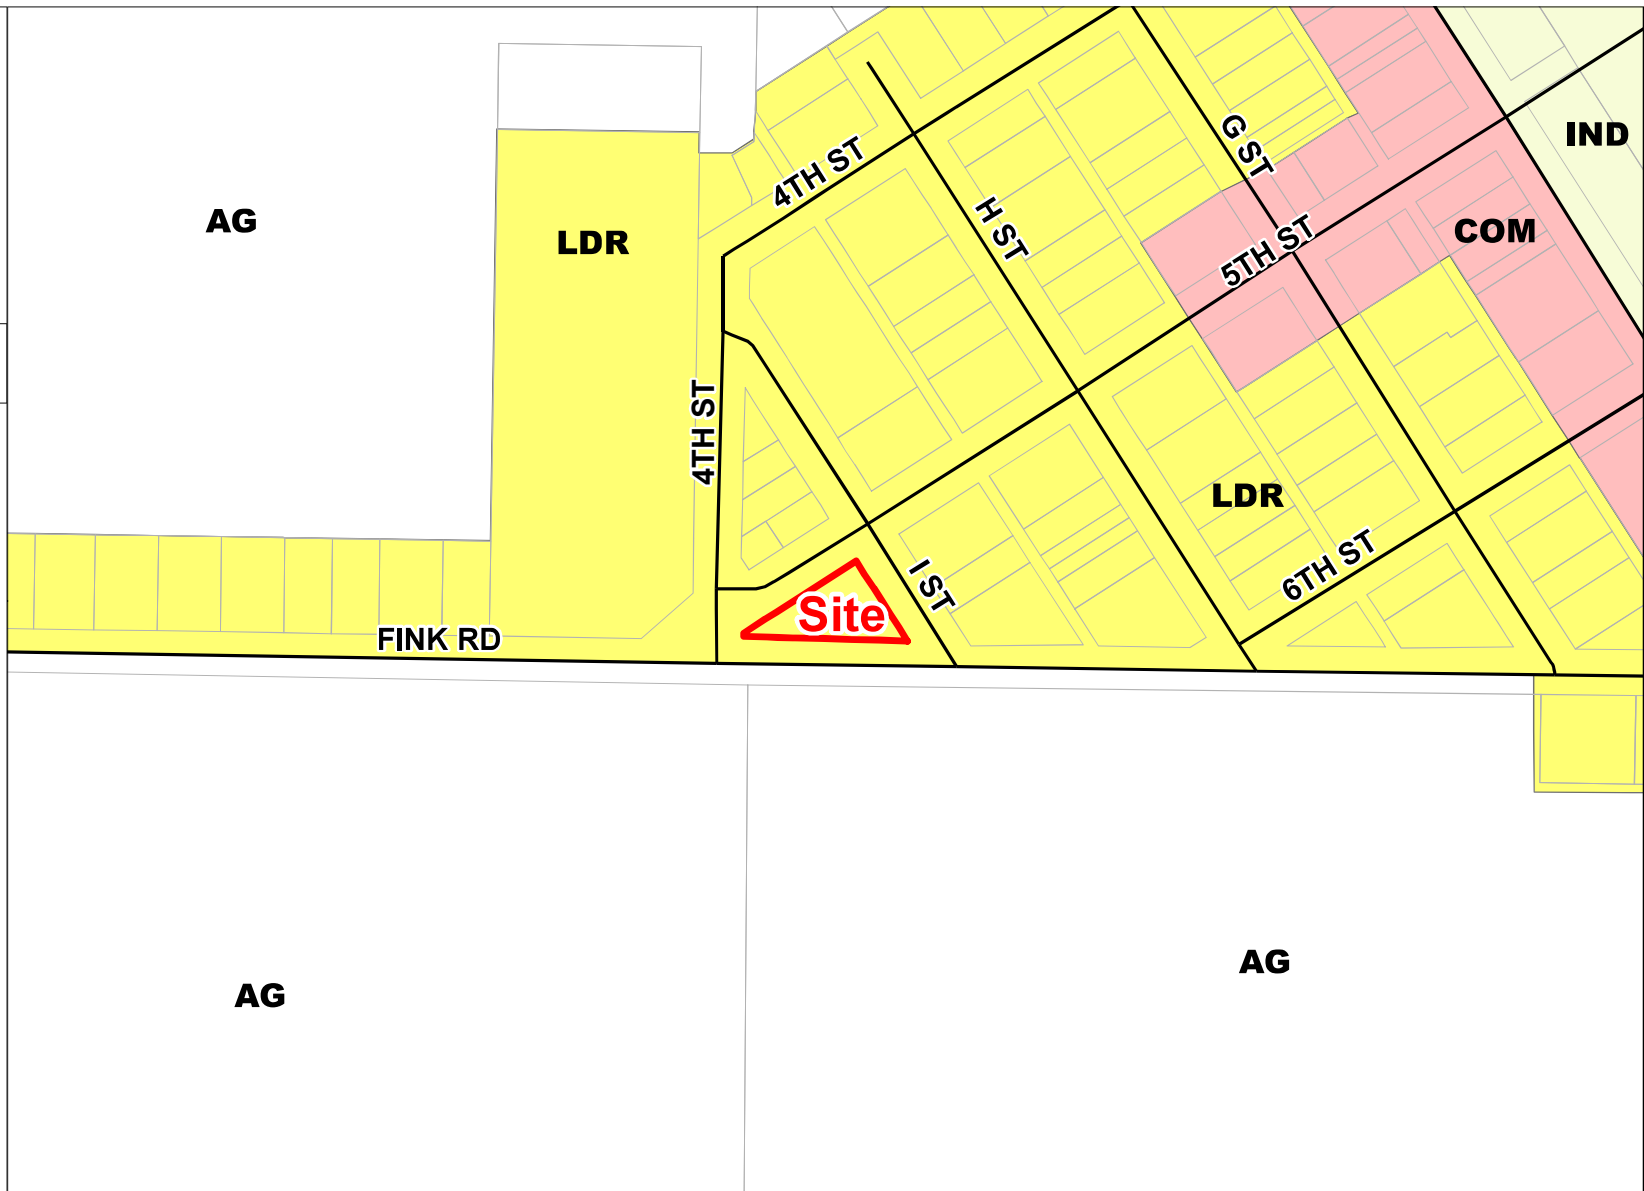 G ST
IND
4TH ST
AG
H ST
LDR
COM
5TH ST
4TH ST
LDR
6TH ST
I ST
Site
FINK RD
AG
AG